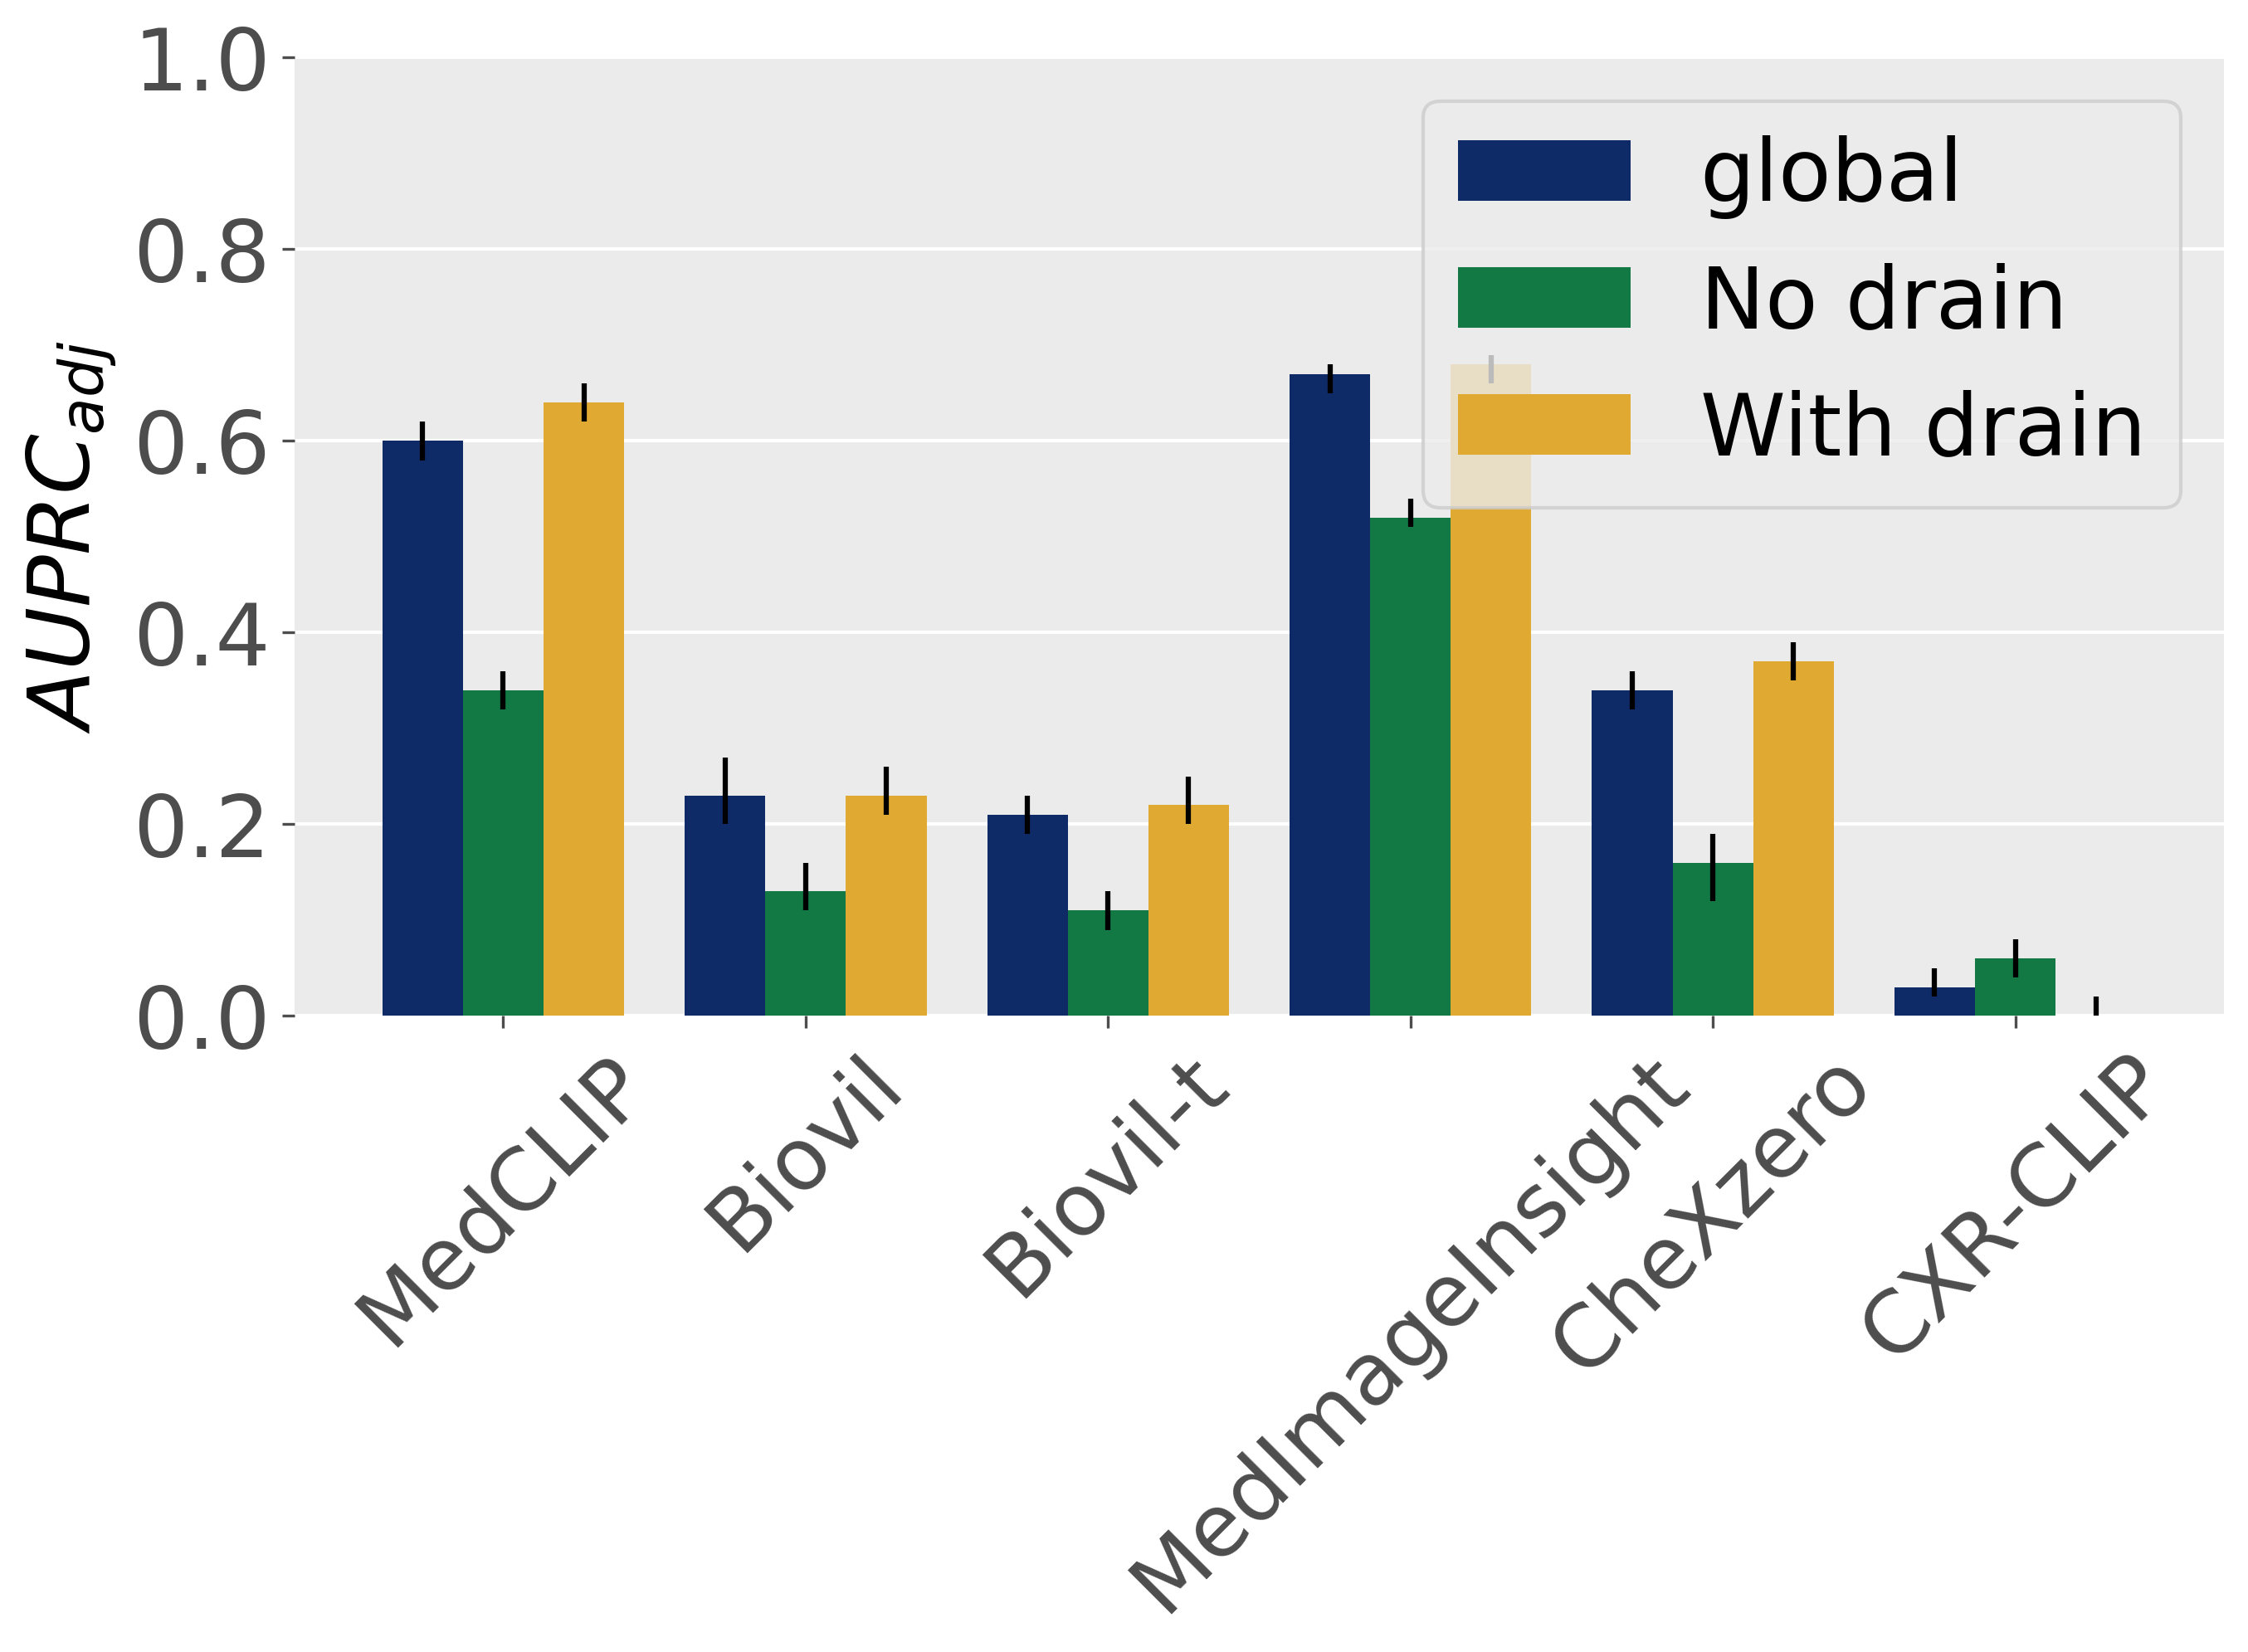 1.0
0.8
0.6
0.4
0.2
0.0
AUPRC_adj
global
No drain
With drain
MedCLIP
Biovil
Biovil-t
MedImageInsight
CheXzero
CXR-CLIP